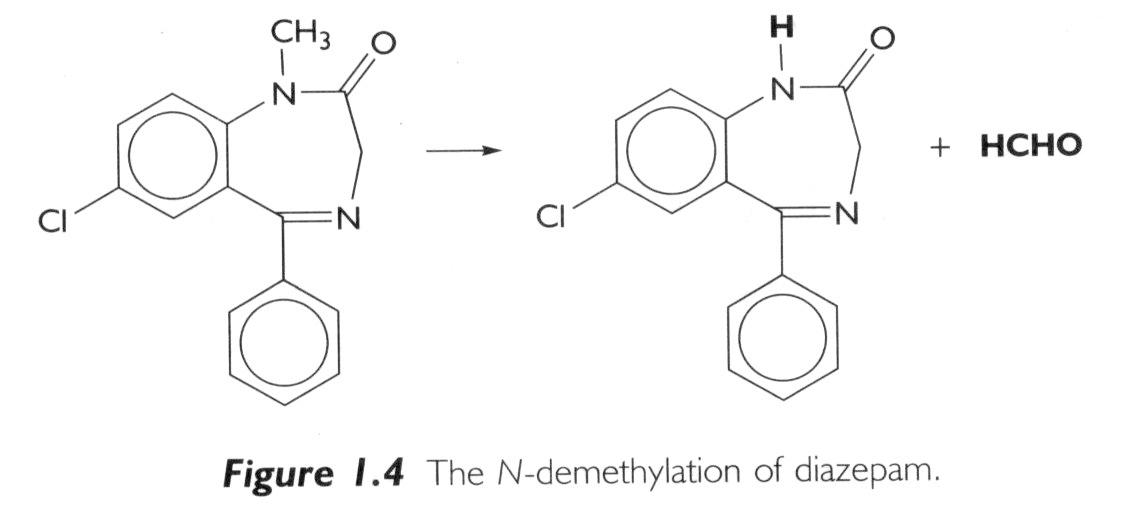 CH3 O H O
N N
+ HCHO
Cl N Cl N
Figure 1.4 The N-demethylation of diazepam.